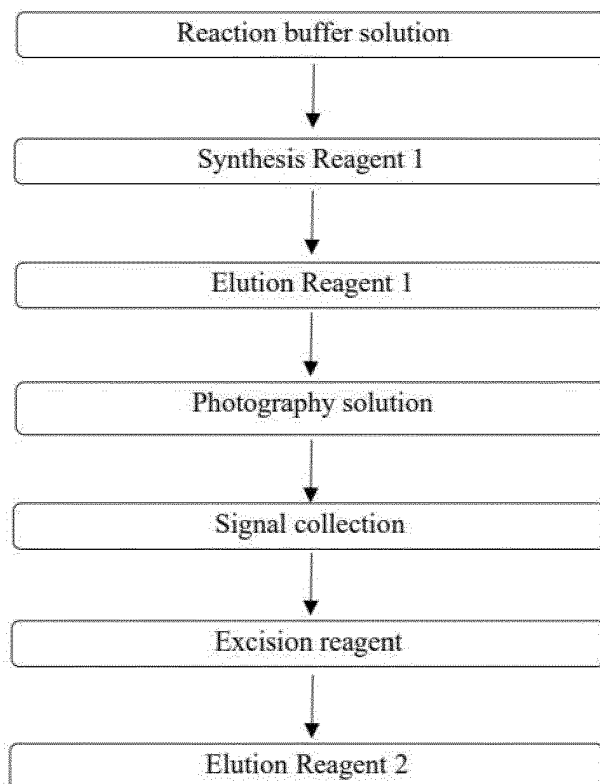 Reaction buffer solution
Synthesis Reagent 1
Elution Reagent 1
Photography solution
Signal collection
Excision reagent
Elution Reagent 2